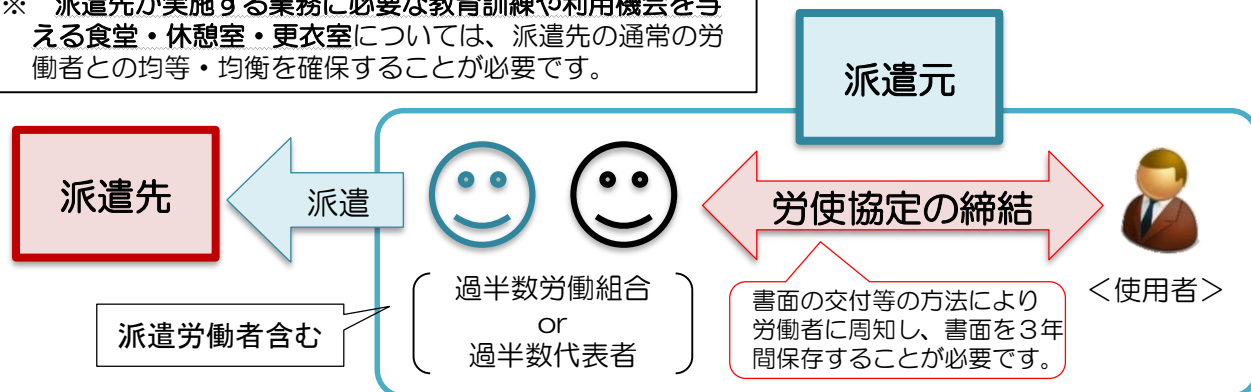 ※ 派遣先が実施する業務に必要な教育訓練や利用機会を与
える食堂・休憩室・更衣室については、派遣先の通常の労
働者との均等・均衡を確保することが必要です。
派遣元
派遣先
派遣
労使協定の締結
過半数労働組合
or
過半数代表者
派遣労働者含む
書面の交付等の方法により
労働者に周知し、書面を３年
間保存することが必要です。
＜使用者＞